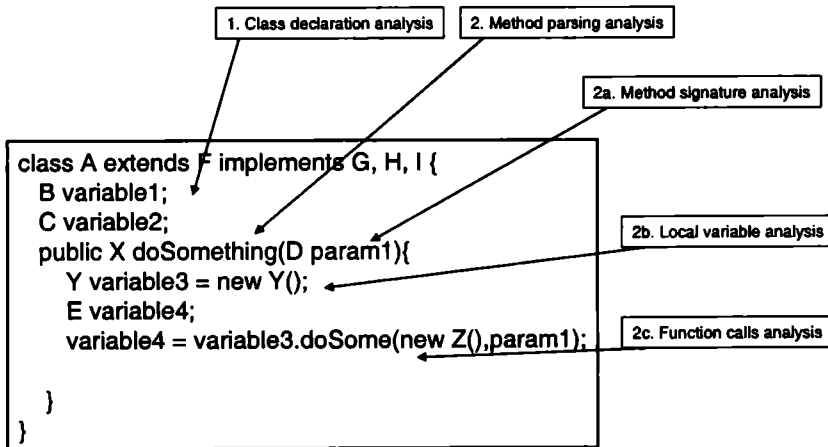 1. Class declaration analysis
2. Method parsing analysis
2a. Method signature analysis
class A extends F implements G, H, I {
B variable1;
C variable2;
public X doSomething(D param1){
2b. Local variable analysis
Y variable3 = new Y();
E variable4;
variable4 = variable3.doSome(new Z(),param1);
2c. Function calls analysis
}
}